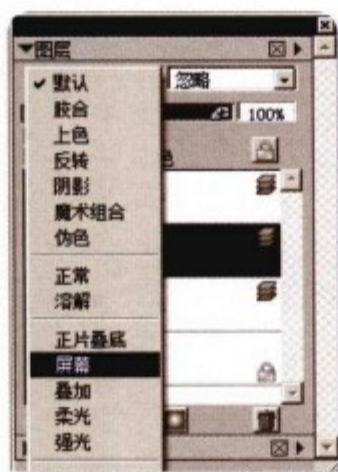 图层
✓ 默认 忽略
胶合 100%
上色
反转 色
阴影
魔术组合
伪色
正常
溶解
正片叠底
屏幕
叠加
柔光
强光